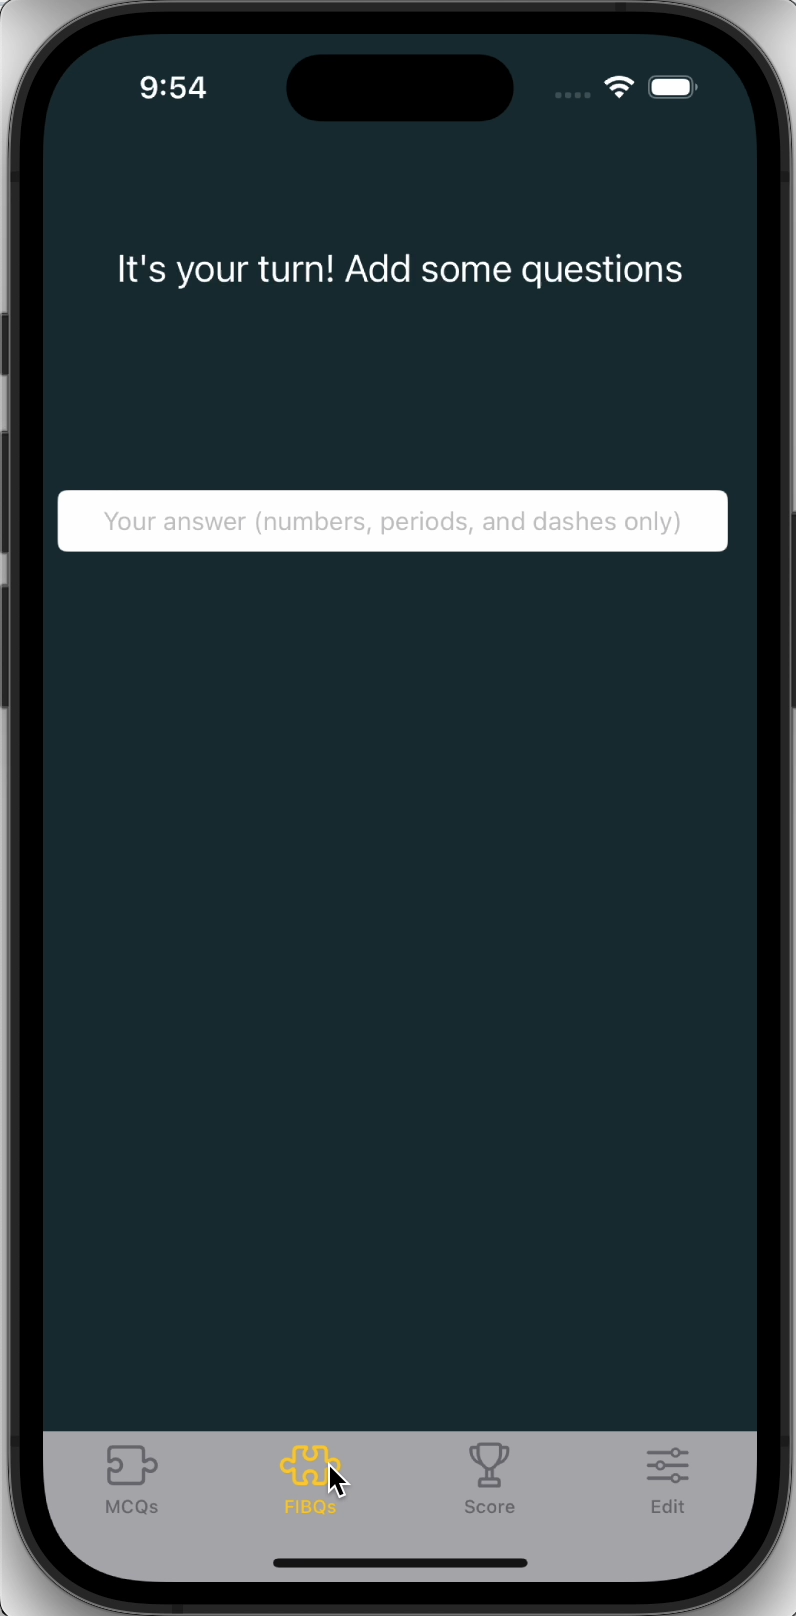 9:54
It's your turn! Add some questions
Your answer (numbers, periods, and dashes only)
MCQs
FIBQs
Score
Edit